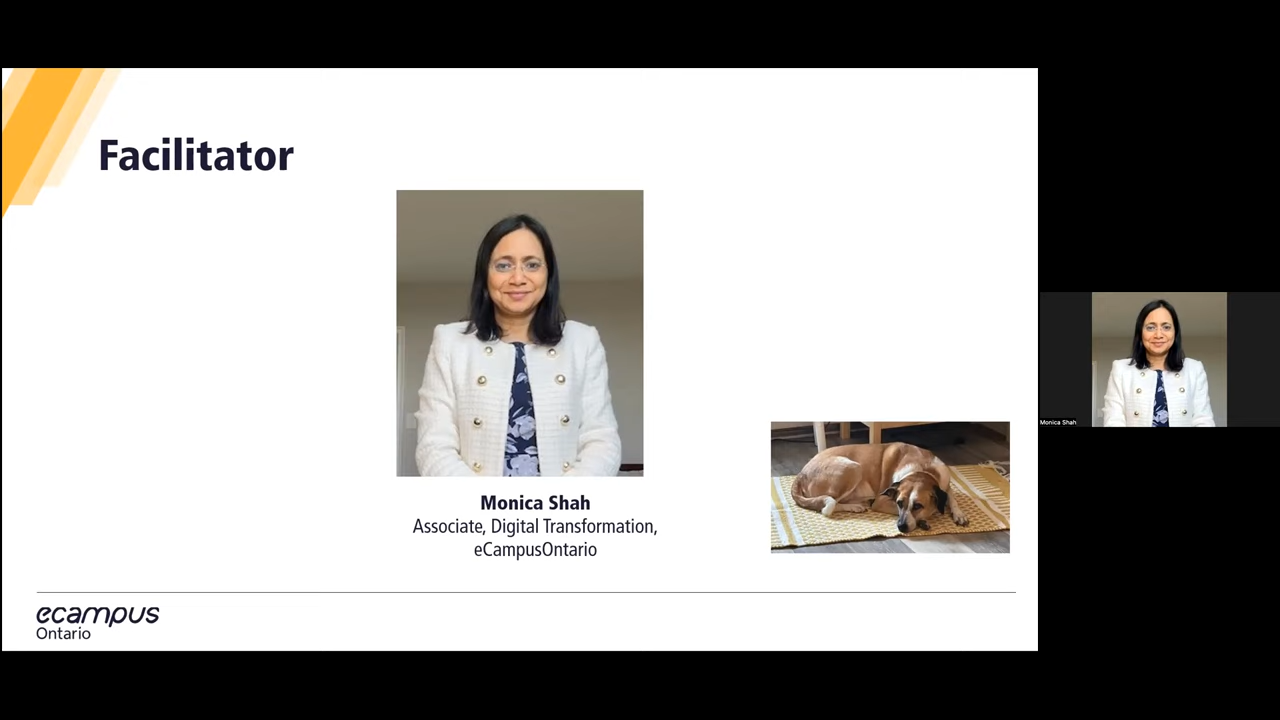 Facilitator
Monica Shah
Associate, Digital Transformation,
eCampusOntario
ecampus
Ontario
Monica Shah